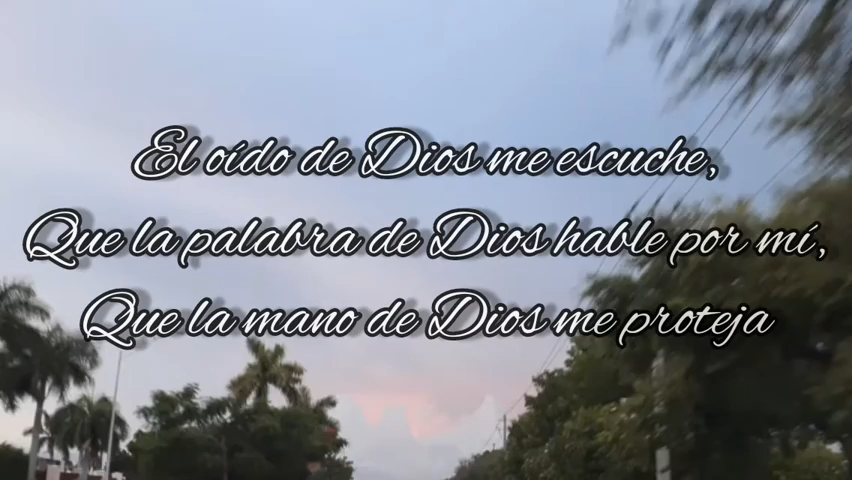 El oído de Dios me escuche,
Que la palabra de Dios hable por mí,
Que la mano de Dios me proteja